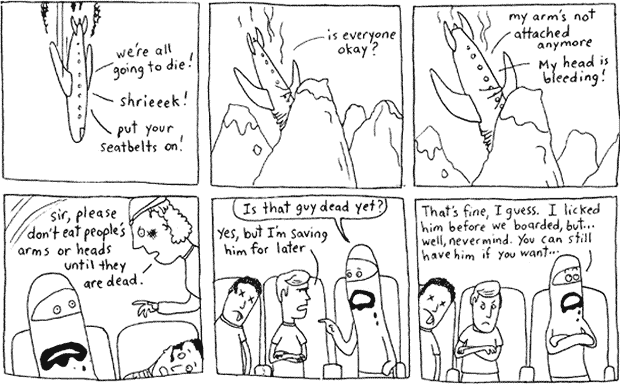 we're all
going to die!
shrieeek!
put your
seatbelts on!
is everyone
okay?
my arm's not
attached
anymore
My head is
bleeding!
sir, please
don't eat people's
arms or heads
until they
are dead.
Is that guy dead yet?
Yes, but I'm saving
him for later
That's fine, I guess. I licked
him before we boarded, but...
well, nevermind. You can still
have him if you want...